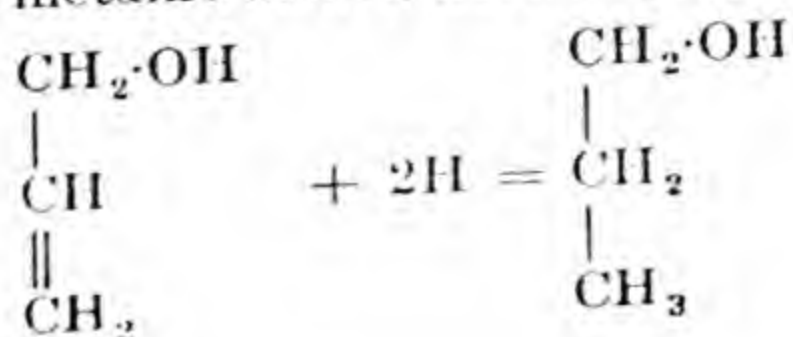 CH₂·OH
|
CH
||
CH₂
+ 2H =
CH₂·OH
|
CH₂
|
CH₃